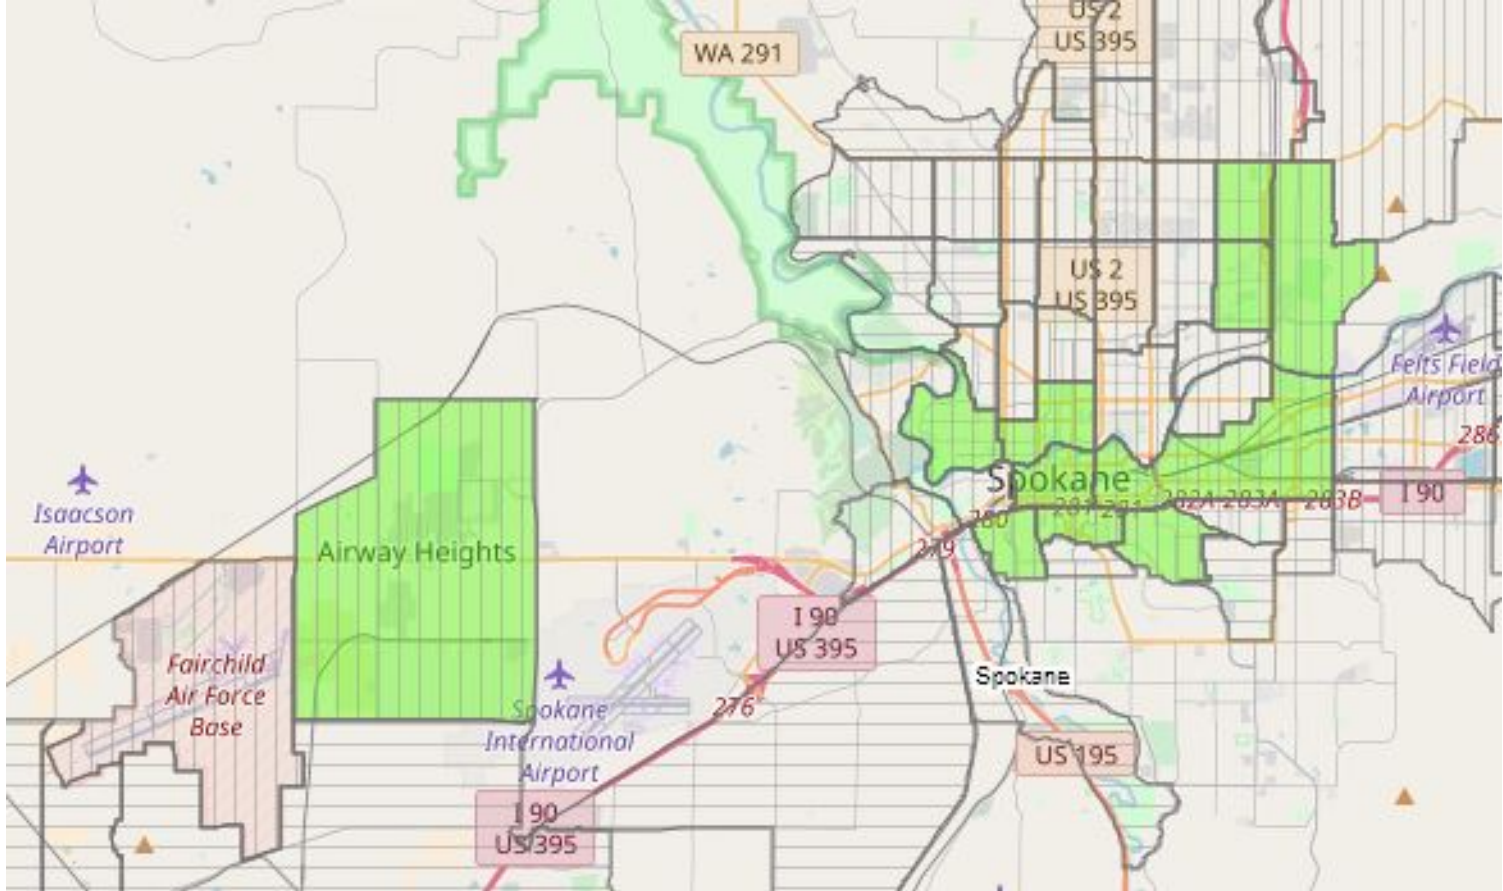 US 2
US 395
WA 291
US 2
US 395
Felts Field
Airport
286
Spokane
I 90
282A
283A
283B
280
279
Isaacson
Airport
Airway Heights
I 90
US 395
Fairchild
Air Force
Base
Spokane
276
Spokane
International
Airport
US 195
I 90
US 395